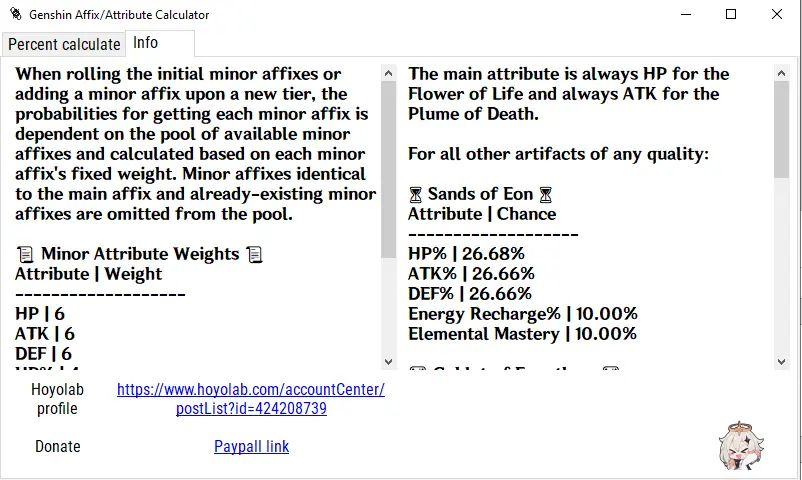 Genshin Affix/Attribute Calculator
Percent calculate
Info
When rolling the initial minor affixes or
adding a minor affix upon a new tier, the
probabilities for getting each minor affix is
dependent on the pool of available minor
affixes and calculated based on each minor
affix's fixed weight. Minor affixes identical
to the main affix and already-existing minor
affixes are omitted from the pool.
📜 Minor Attribute Weights 📜
Attribute | Weight
-------------------
HP | 6
ATK | 6
DEF | 6
The main attribute is always HP for the
Flower of Life and always ATK for the
Plume of Death.
For all other artifacts of any quality:
⏳ Sands of Eon ⏳
Attribute | Chance
-------------------
HP% | 26.68%
ATK% | 26.66%
DEF% | 26.66%
Energy Recharge% | 10.00%
Elemental Mastery | 10.00%
Hoyolab
profile
https://www.hoyolab.com/accountCenter/
postList?id=424208739
Donate
Paypall link